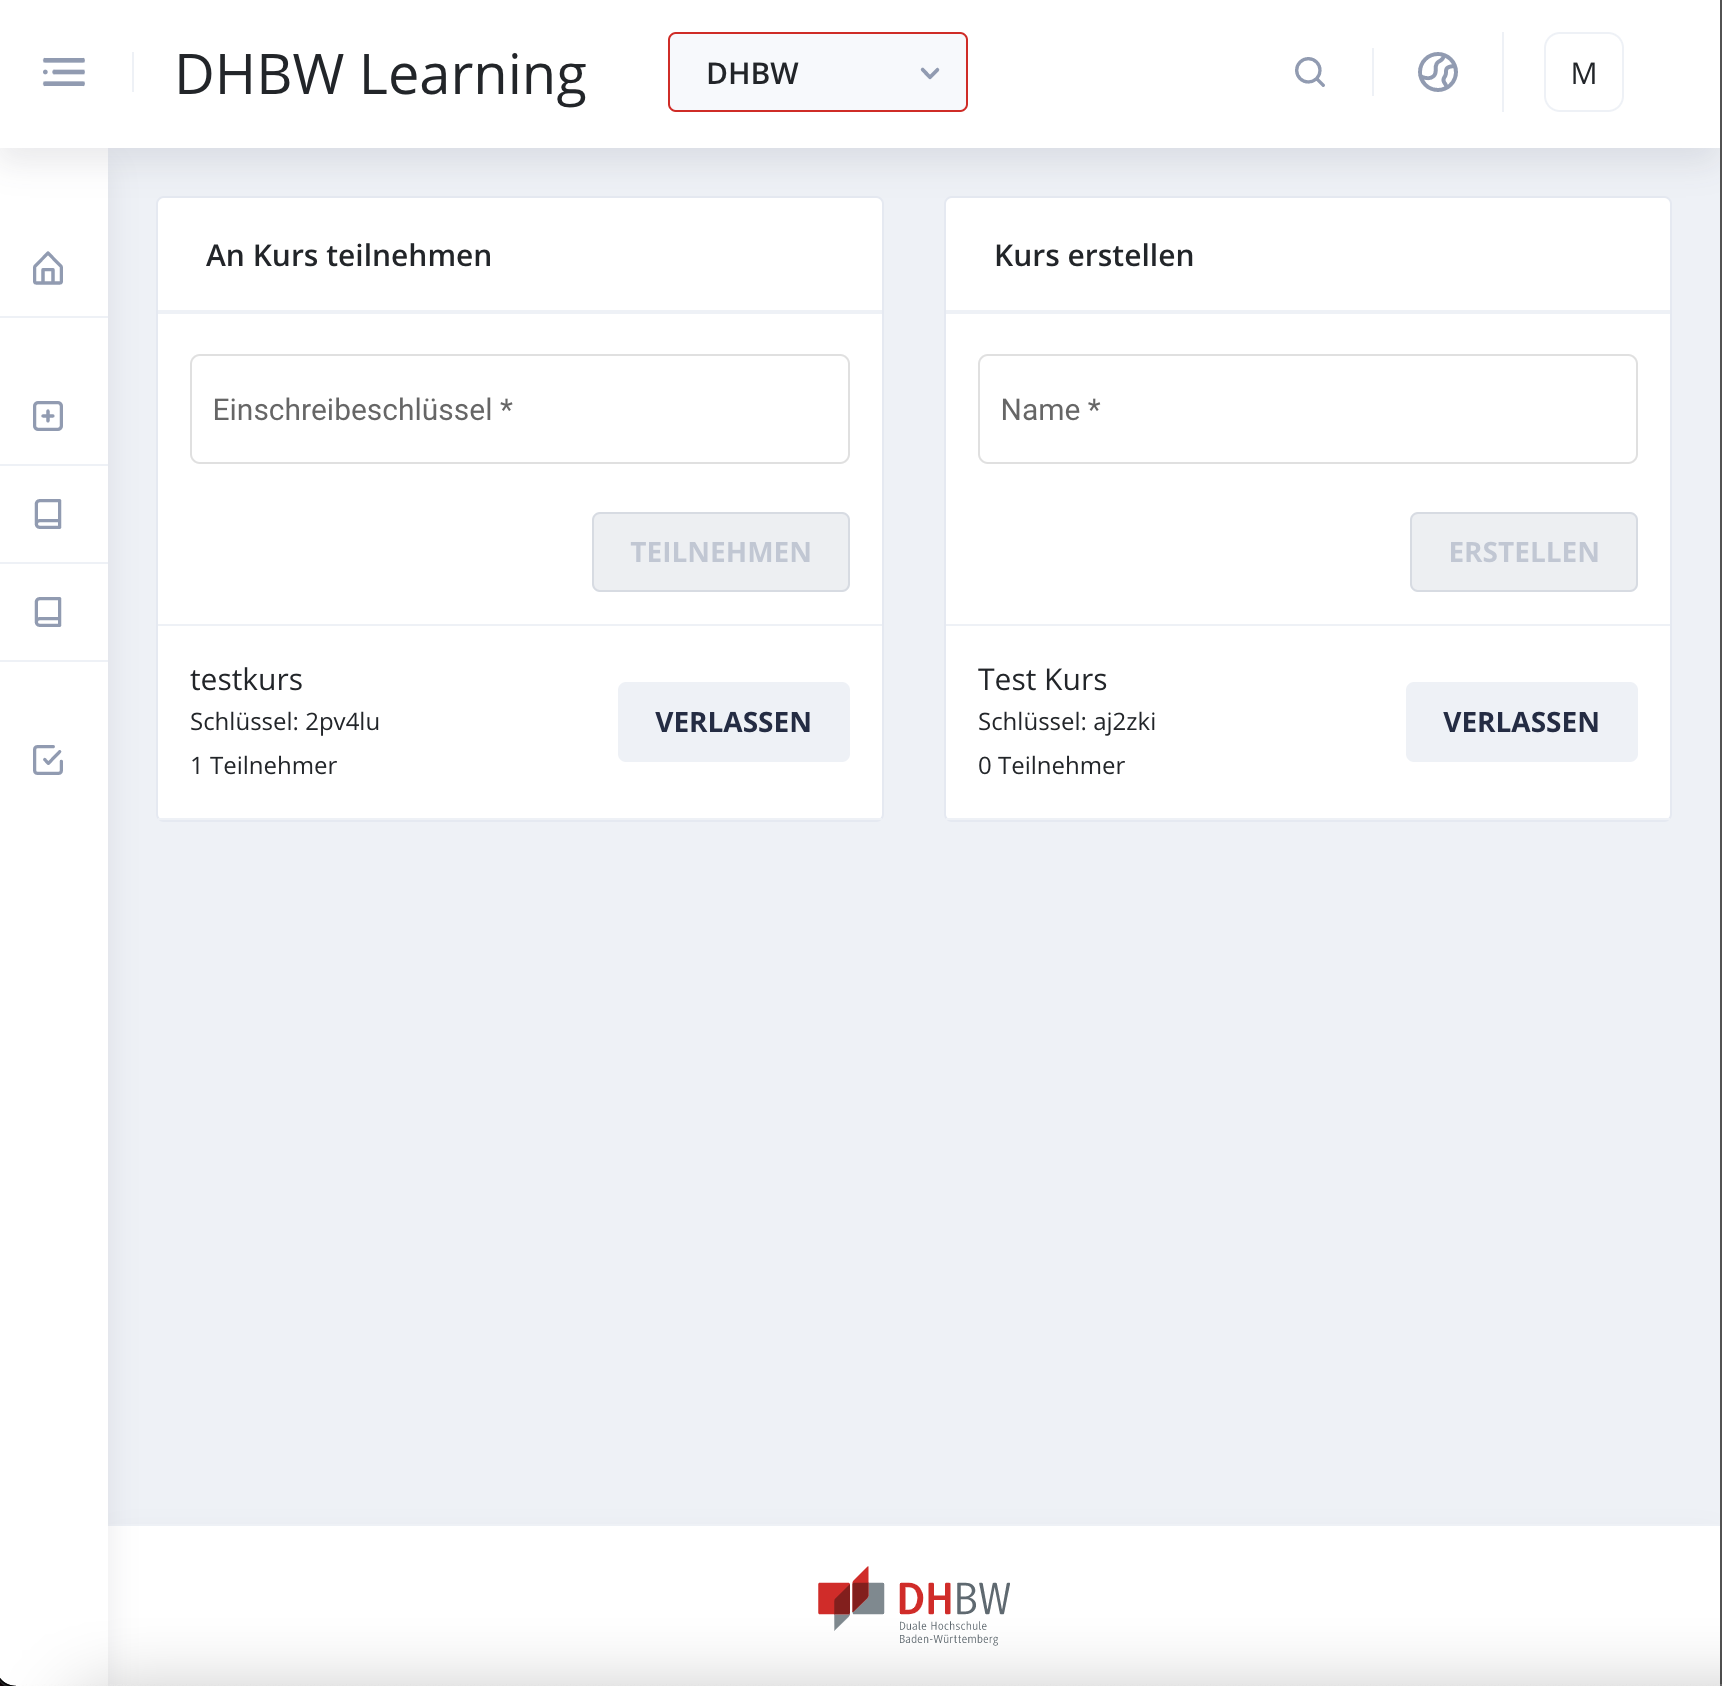 DHBW Learning
DHBW
M
An Kurs teilnehmen
Einschreibeschlüssel *
TEILNEHMEN
testkurs
Schlüssel: 2pv4lu
1 Teilnehmer
VERLASSEN
Kurs erstellen
Name *
ERSTELLEN
Test Kurs
Schlüssel: aj2zki
0 Teilnehmer
VERLASSEN
DHBW
Duale Hochschule
Baden-Württemberg